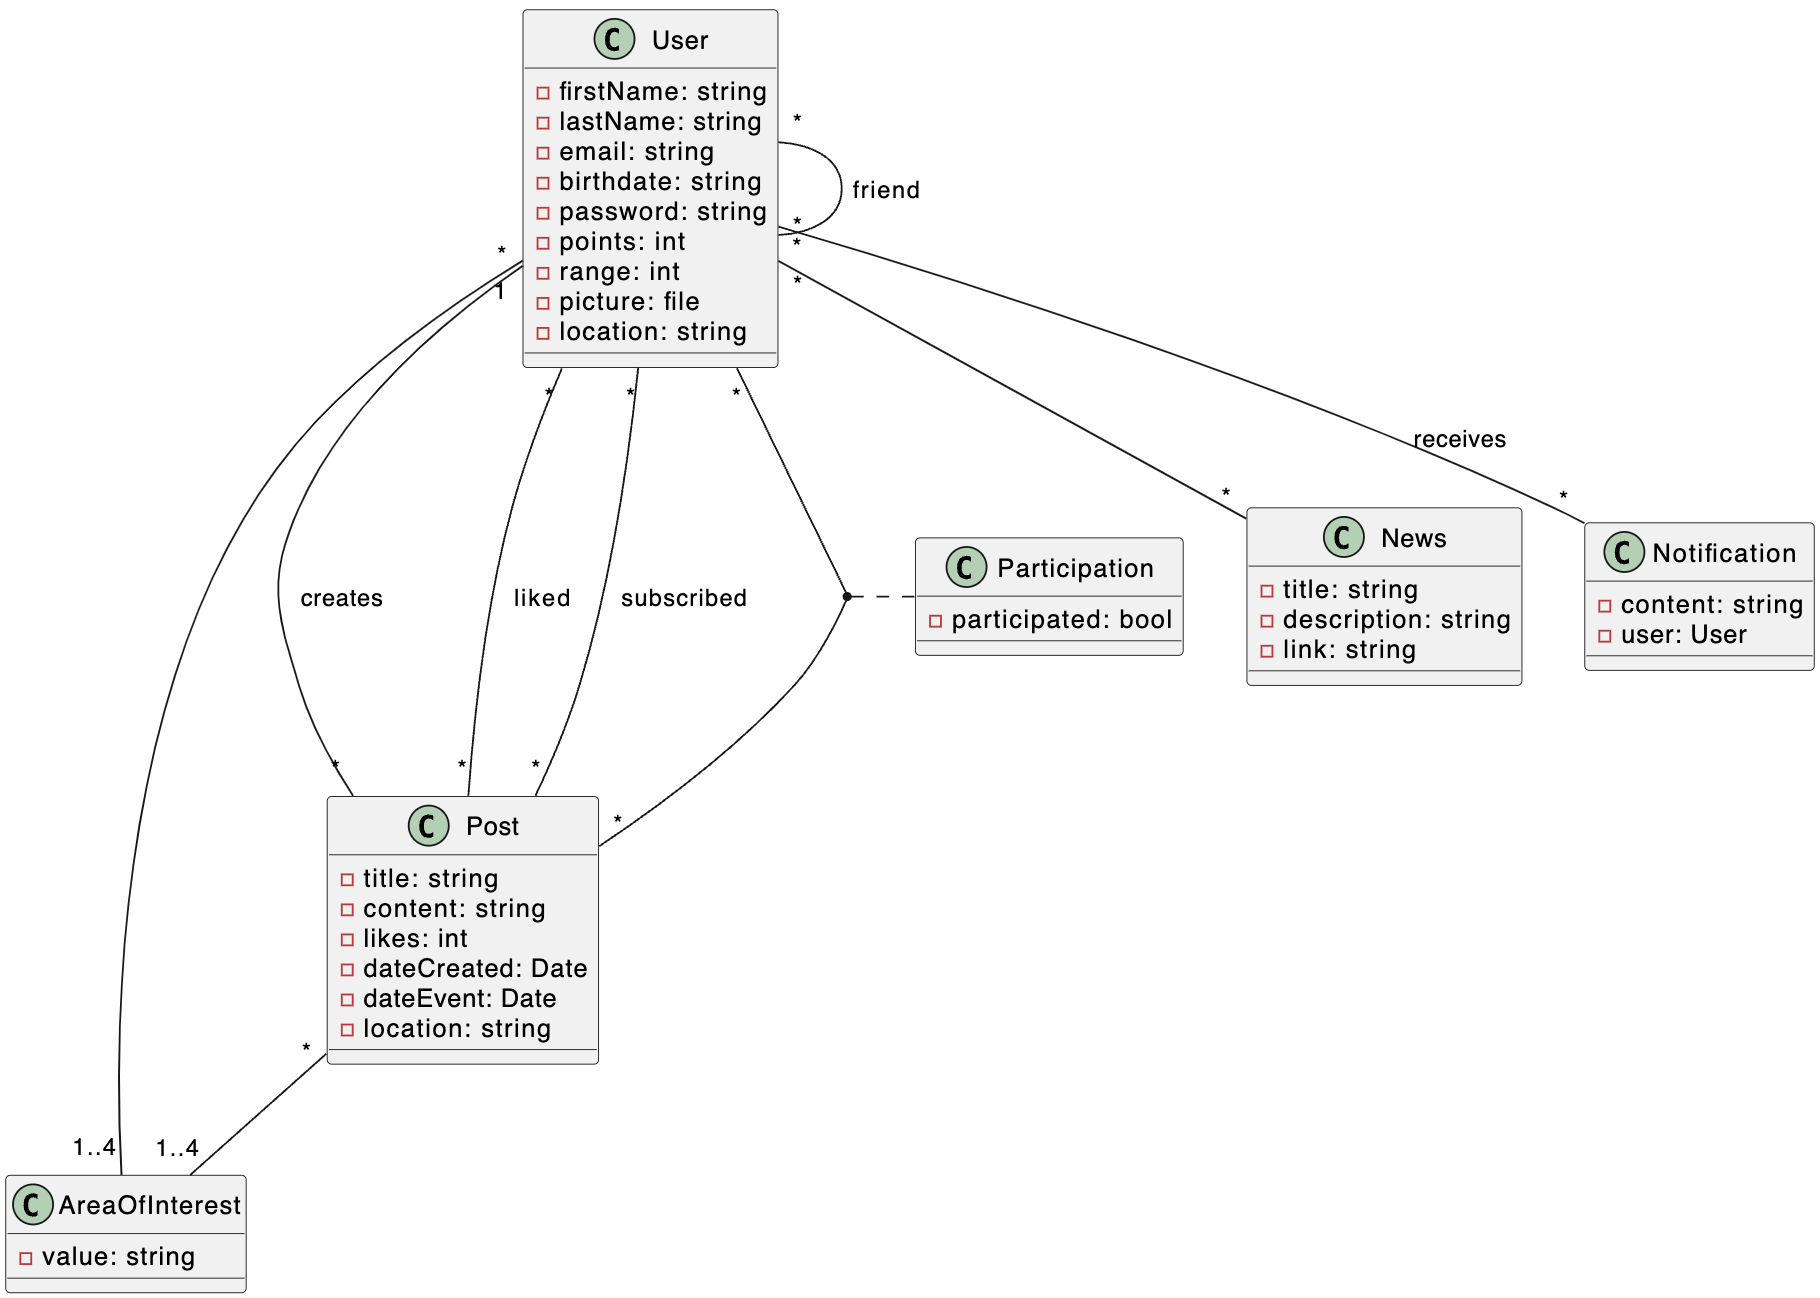 C User
firstName: string
lastName: string
email: string
birthdate: string
password: string
points: int
range: int
picture: file
location: string
*
friend
*
*
*
*
1
*
*
*
receives
*
*
creates
liked
subscribed
C Participation
participated: bool
C News
title: string
description: string
link: string
C Notification
content: string
user: User
*
*
*
*
C Post
title: string
content: string
likes: int
dateCreated: Date
dateEvent: Date
location: string
*
1..4
1..4
C AreaOfInterest
value: string